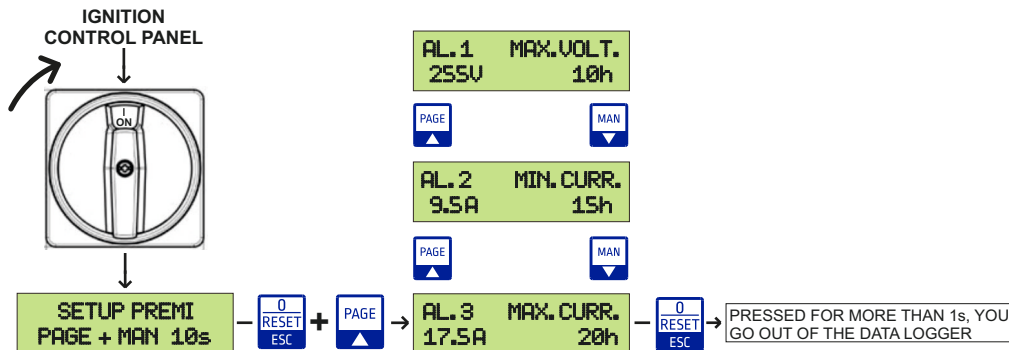 IGNITION
CONTROL PANEL
I
ON
AL.1 MAX.VOLT.
255V 10h
PAGE
MAN
AL.2 MIN.CURR.
9.5A 15h
PAGE
MAN
SETUP PREMI
PAGE + MAN 10s
0
RESET
ESC
+
PAGE
AL.3 MAX.CURR.
17.5A 20h
0
RESET
ESC
PRESSED FOR MORE THAN 1s, YOU
GO OUT OF THE DATA LOGGER